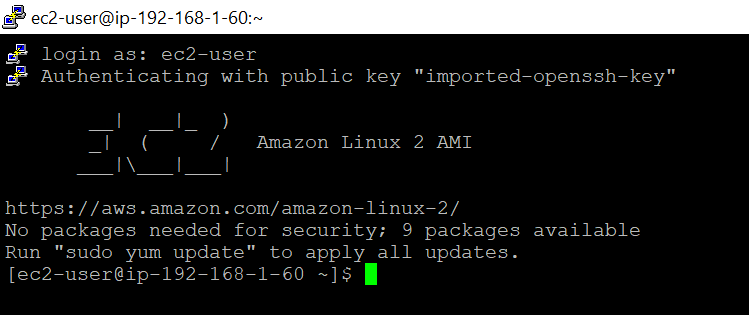 ec2-user@ip-192-168-1-60:~
login as: ec2-user
Authenticating with public key "imported-openssh-key"
       __|  __|_  )
       _|  (     /   Amazon Linux 2 AMI
      ___|\___|___|
https://aws.amazon.com/amazon-linux-2/
No packages needed for security; 9 packages available
Run "sudo yum update" to apply all updates.
[ec2-user@ip-192-168-1-60 ~]$